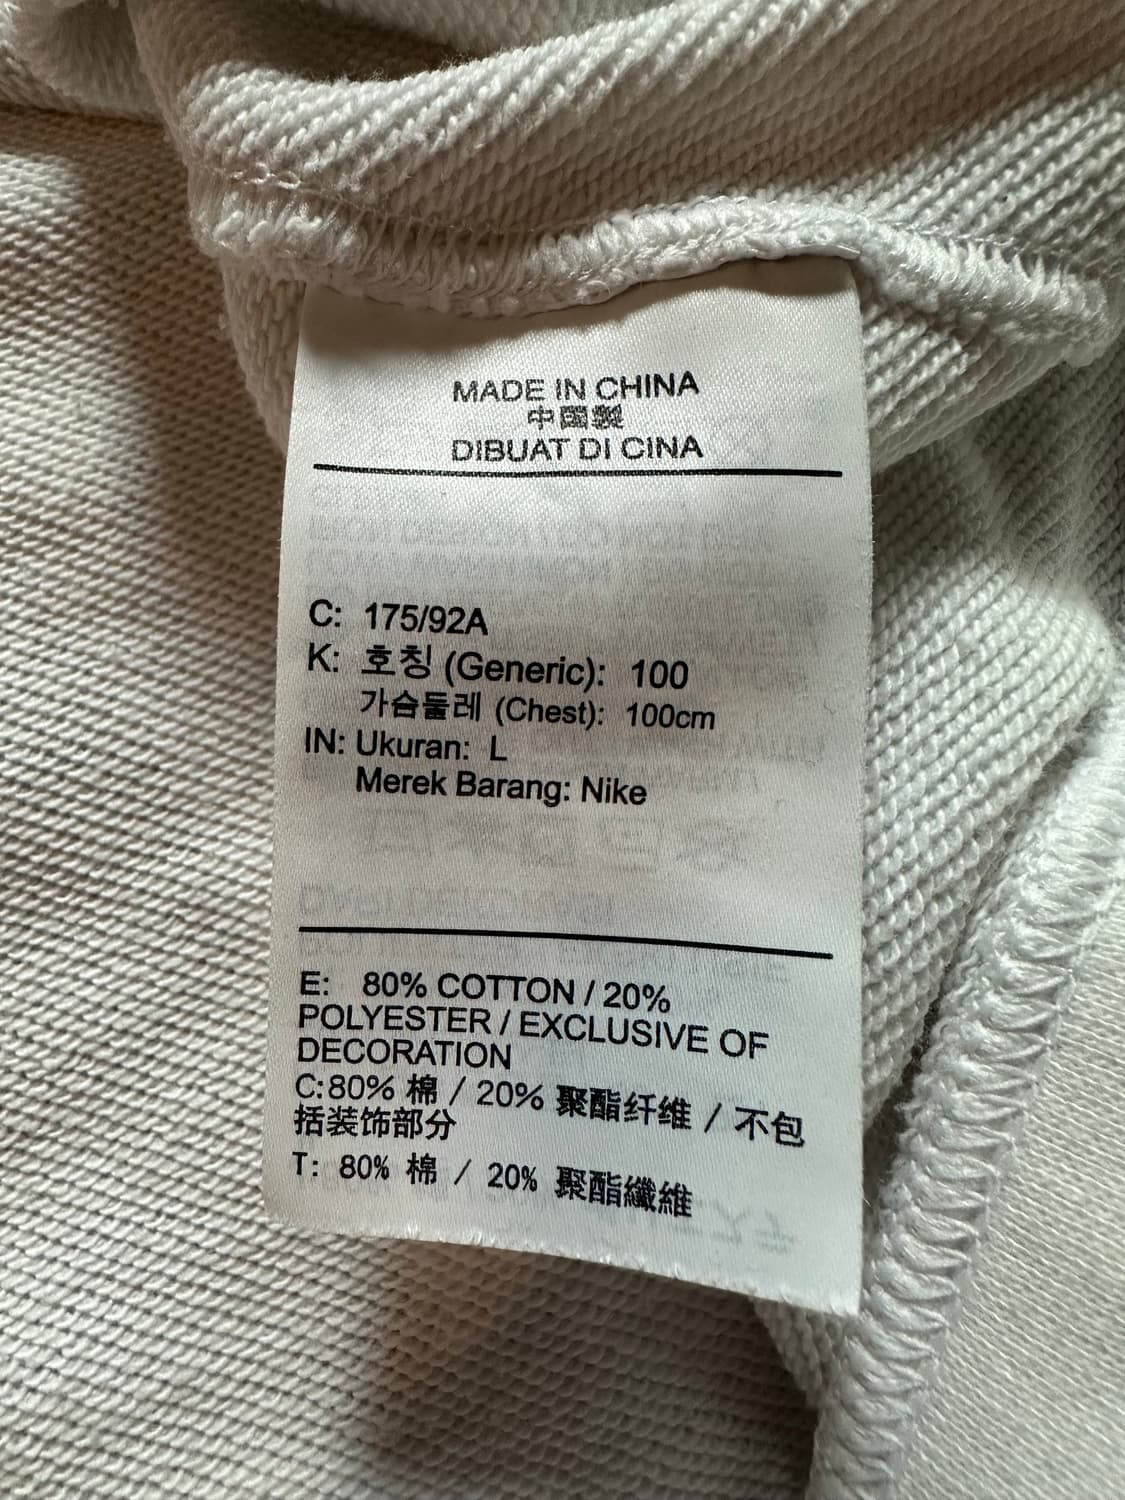 MADE IN CHINA
中国製
DIBUAT DI CINA
C: 175/92A
K: 호칭 (Generic): 100
가슴둘레 (Chest): 100cm
IN: Ukuran: L
Merek Barang: Nike
E: 80% COTTON / 20%
POLYESTER / EXCLUSIVE OF
DECORATION
C:80% 棉 / 20% 聚酯纤维 / 不包
括装饰部分
T: 80% 棉 / 20% 聚酯纖維